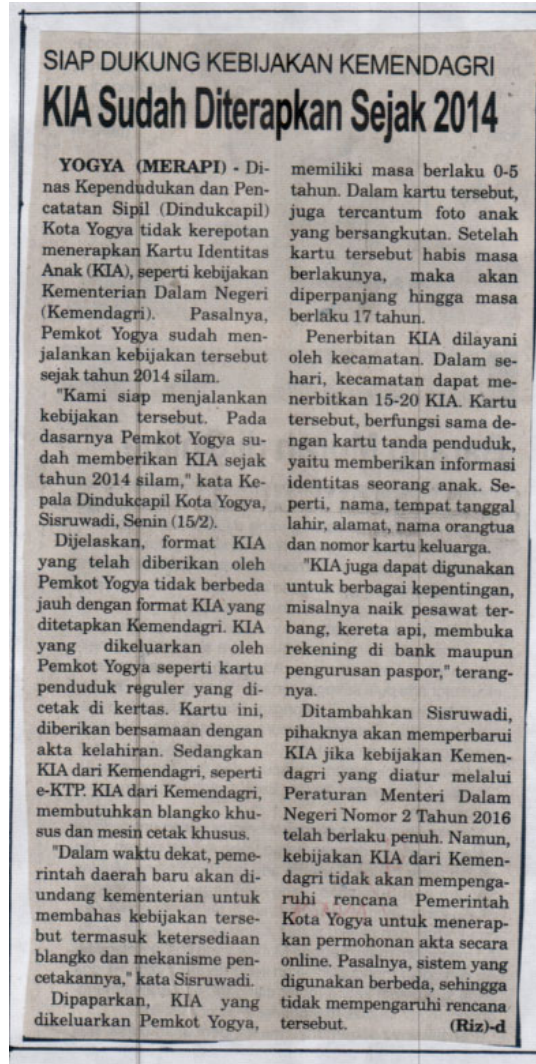 SIAP DUKUNG KEBIJAKAN KEMENDAGRI
KIA Sudah Diterapkan Sejak 2014
YOGYA (MERAPI) - Di-
nas Kependudukan dan Pen-
catatan Sipil (Dindukcapil)
Kota Yogya tidak kerepotan
menerapkan Kartu Identitas
Anak (KIA), seperti kebijakan
Kementerian Dalam Negeri
(Kemendagri). Pasalnya,
Pemkot Yogya sudah men-
jalankan kebijakan tersebut
sejak tahun 2014 silam.
"Kami siap menjalankan
kebijakan tersebut. Pada
dasarnya Pemkot Yogya su-
dah memberikan KIA sejak
tahun 2014 silam," kata Ke-
pala Dindukcapil Kota Yogya,
Sisruwadi, Senin (15/2).
Dijelaskan, format KIA
yang telah diberikan oleh
Pemkot Yogya tidak berbeda
jauh dengan format KIA yang
ditetapkan Kemendagri. KIA
yang dikeluarkan oleh
Pemkot Yogya seperti kartu
penduduk reguler yang di-
cetak di kertas. Kartu ini,
diberikan bersamaan dengan
akta kelahiran. Sedangkan
KIA dari Kemendagri, seperti
e-KTP. KIA dari Kemendagri,
membutuhkan blangko khu-
sus dan mesin cetak khusus.
"Dalam waktu dekat, peme-
rintah daerah baru akan di-
undang kementerian untuk
membahas kebijakan terse-
but termasuk ketersediaan
blangko dan mekanisme pen-
cetakannya," kata Sisruwadi.
Dipaparkan, KIA yang
dikeluarkan Pemkot Yogya,
memiliki masa berlaku 0-5
tahun. Dalam kartu tersebut,
juga tercantum foto anak
yang bersangkutan. Setelah
kartu tersebut habis masa
berlakunya, maka akan
diperpanjang hingga masa
berlaku 17 tahun.
Penerbitan KIA dilayani
oleh kecamatan. Dalam se-
hari, kecamatan dapat me-
nerbitkan 15-20 KIA. Kartu
tersebut, berfungsi sama de-
ngan kartu tanda penduduk,
yaitu memberikan informasi
identitas seorang anak. Se-
perti, nama, tempat tanggal
lahir, alamat, nama orangtua
dan nomor kartu keluarga.
"KIA juga dapat digunakan
untuk berbagai kepentingan,
misalnya naik pesawat ter-
bang, kereta api, membuka
rekening di bank maupun
pengurusan paspor," terang-
nya.
Ditambahkan Sisruwadi,
pihaknya akan memperbarui
KIA jika kebijakan Kemen-
dagri yang diatur melalui
Peraturan Menteri Dalam
Negeri Nomor 2 Tahun 2016
telah berlaku penuh. Namun,
kebijakan KIA dari Kemen-
dagri tidak akan mempenga-
ruhi rencana Pemerintah
Kota Yogya untuk menerap-
kan permohonan akta secara
online. Pasalnya, sistem yang
digunakan berbeda, sehingga
tidak mempengaruhi rencana
tersebut. (Riz)-d